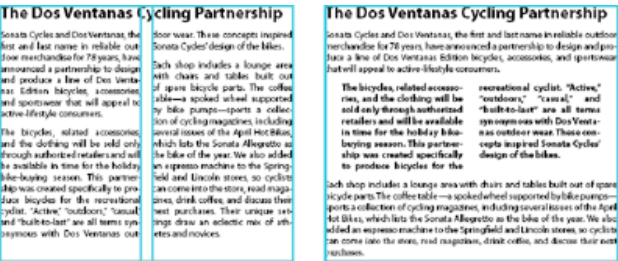 The Dos Ventanas Cycling Partnership
Sonata Cycles and Dos Ventanas, the
first and last name in reliable out-
door merchandise for 78 years, have
announced a partnership to design
and produce a line of Dos Venta-
nas Edition bicycles, accessories,
and sportswear that will appeal to
active-lifestyle consumers.
The bicycles, related accessories,
and the clothing will be sold only
through authorized retailers and will
be available in time for the holiday
bike-buying season. This partner-
ship was created specifically to pro-
duce bicycles for the recreational
cyclist. "Active," "outdoors," "casual,"
and "built-to-last" are all terms syn-
onymous with Dos Ventanas out-
door wear. These concepts inspired
Sonata Cycles' design of the bikes.
Each shop includes a lounge area
with chairs and tables built out
of spare bicycle parts. The coffee
table—a spoked wheel supported
by bike pumps—sports a collec-
tion of cycling magazines, including
several issues of the April Hot Bikes,
which lists the Sonata Allegretto as
the bike of the year. We also added
an espresso machine to the Spring-
field and Lincoln stores, so cyclists
can come into the store, read maga-
zines, drink coffee, and discuss their
next purchases. Their unique set-
tings draw an eclectic mix of ath-
letes and novices.
The Dos Ventanas Cycling Partnership
Sonata Cycles and Dos Ventanas, the first and last name in reliable outdoor
merchandise for 78 years, have announced a partnership to design and pro-
duce a line of Dos Ventanas Edition bicycles, accessories, and sportswear
that will appeal to active-lifestyle consumers.
The bicycles, related accesso-
ries, and the clothing will be
sold only through authorized
retailers and will be available
in time for the holiday bike-
buying season. This partner-
ship was created specifically
to produce bicycles for the
recreational cyclist. "Active,"
"outdoors," "casual," and
"built-to-last" are all terms
synonymous with Dos Venta-
nas outdoor wear. These con-
cepts inspired Sonata Cycles'
design of the bikes.
Each shop includes a lounge area with chairs and tables built out of spare
bicycle parts. The coffee table—a spoked wheel supported by bike pumps—
sports a collection of cycling magazines, including several issues of the April
Hot Bikes, which lists the Sonata Allegretto as the bike of the year. We also
added an espresso machine to the Springfield and Lincoln stores, so cyclists
can come into the store, read magazines, drink coffee, and discuss their next
purchases.